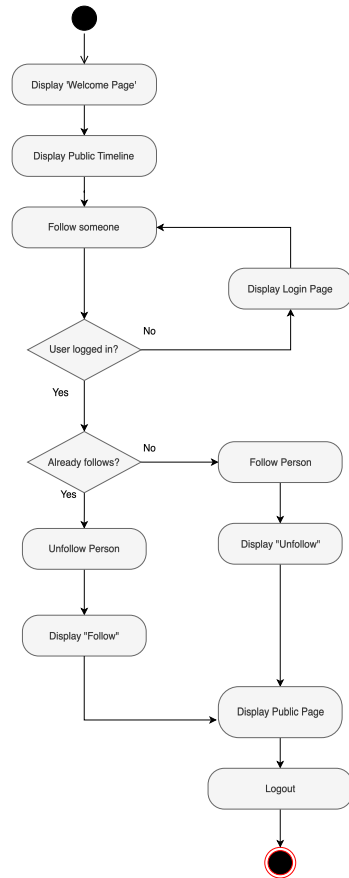 Display 'Welcome Page'
Display Public Timeline
Follow someone
Display Login Page
No
User logged in?
Yes
No
Already follows?
Follow Person
Yes
Unfollow Person
Display "Unfollow"
Display "Follow"
Display Public Page
Logout